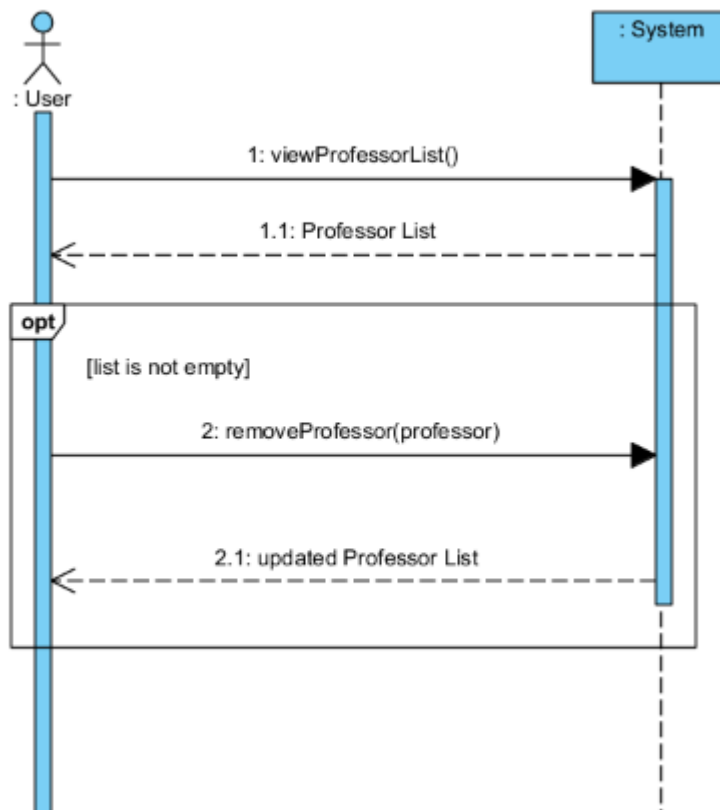 : System
: User
1: viewProfessorList()
1.1: Professor List
opt
[list is not empty]
2: removeProfessor(professor)
2.1: updated Professor List